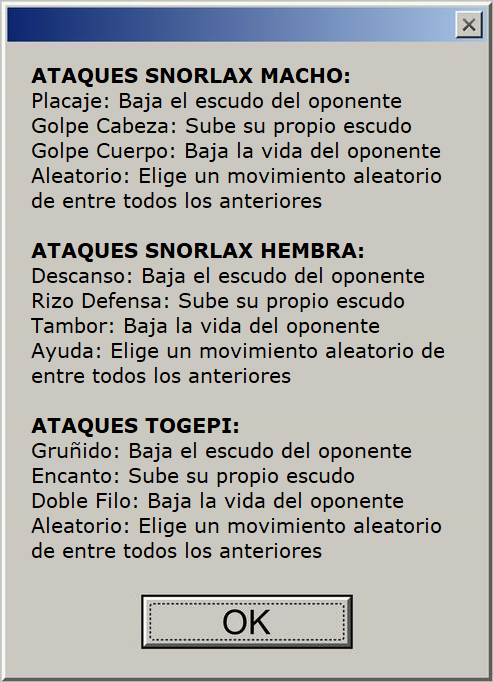 ATAQUES SNORLAX MACHO:
Placaje: Baja el escudo del oponente
Golpe Cabeza: Sube su propio escudo
Golpe Cuerpo: Baja la vida del oponente
Aleatorio: Elige un movimiento aleatorio
de entre todos los anteriores
ATAQUES SNORLAX HEMBRA:
Descanso: Baja el escudo del oponente
Rizo Defensa: Sube su propio escudo
Tambor: Baja la vida del oponente
Ayuda: Elige un movimiento aleatorio de
entre todos los anteriores
ATAQUES TOGEPI:
Gruñido: Baja el escudo del oponente
Encanto: Sube su propio escudo
Doble Filo: Baja la vida del oponente
Aleatorio: Elige un movimiento aleatorio
de entre todos los anteriores
OK